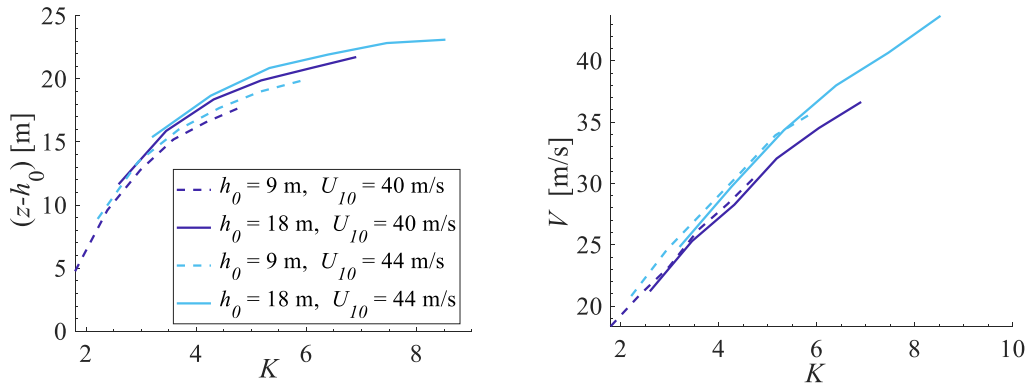 25
20
15
10
5
0
(z-h0) [m]
2
4
6
8
K
h0 = 9 m, U10 = 40 m/s
h0 = 18 m, U10 = 40 m/s
h0 = 9 m, U10 = 44 m/s
h0 = 18 m, U10 = 44 m/s
40
35
30
25
20
V [m/s]
2
4
6
8
10
K